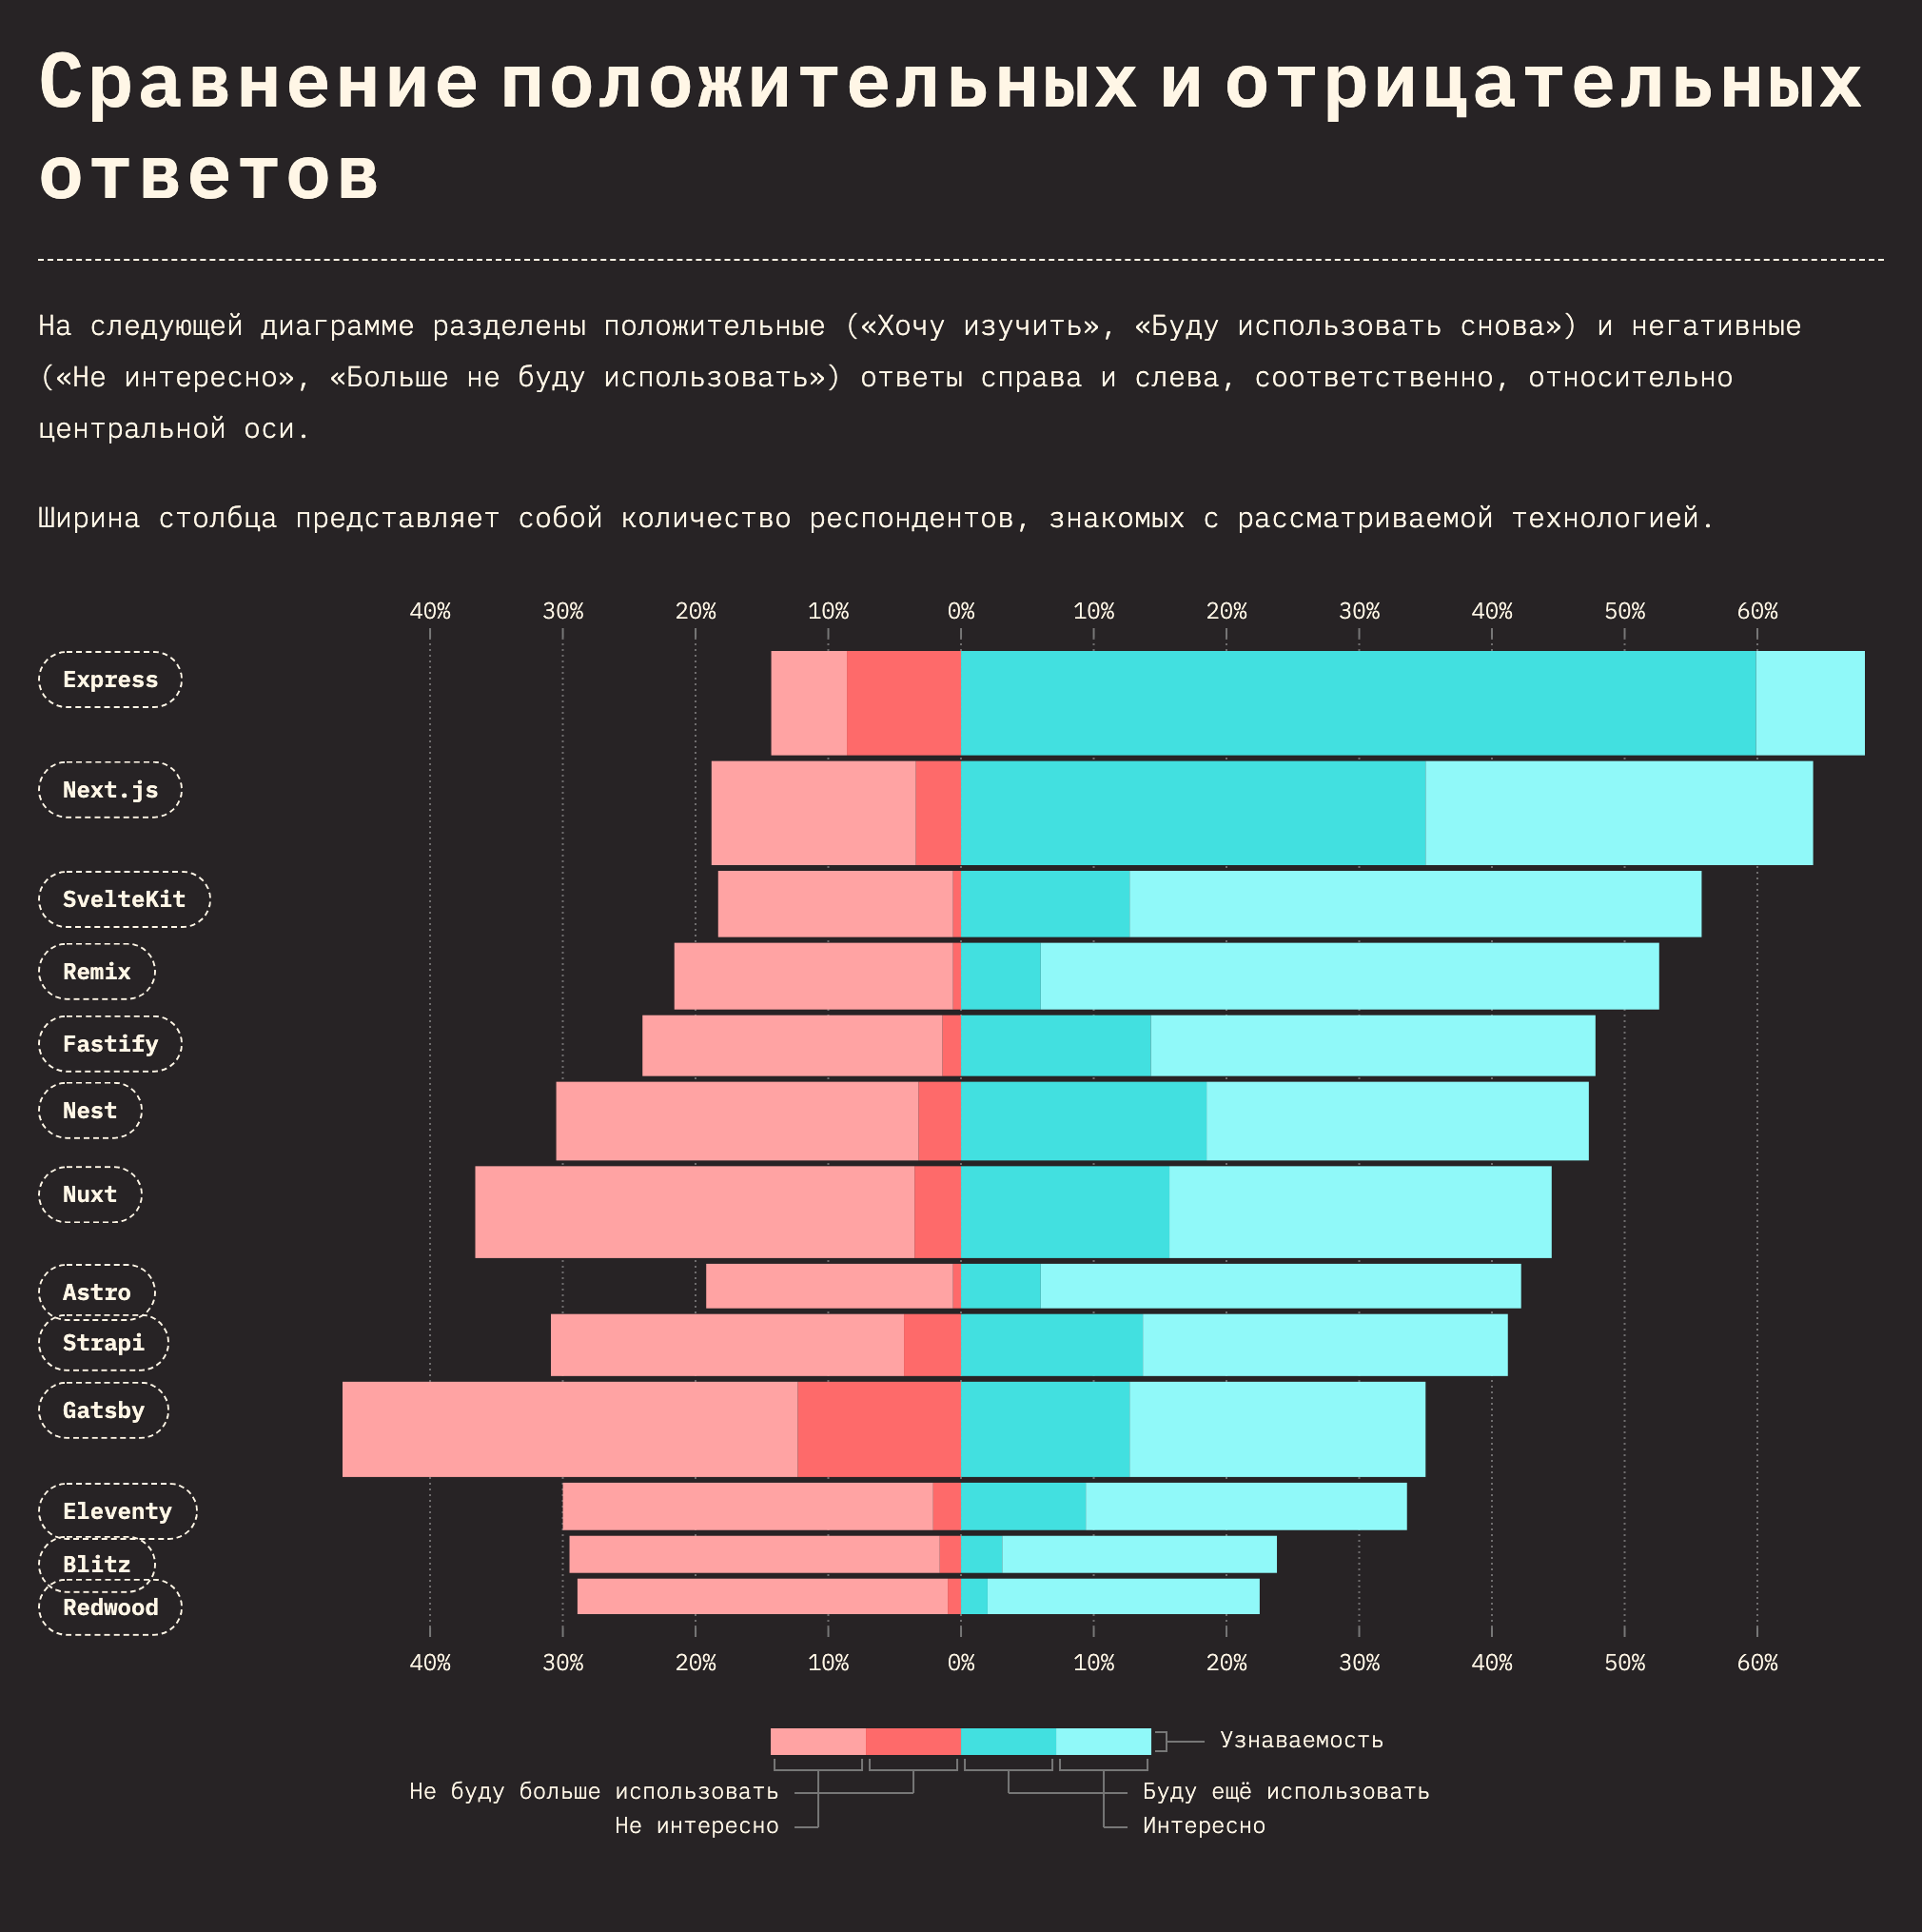 Сравнение положительных и отрицательных
ответов
На следующей диаграмме разделены положительные («Хочу изучить», «Буду использовать снова») и негативные
(«Не интересно», «Больше не буду использовать») ответы справа и слева, соответственно, относительно
центральной оси.
Ширина столбца представляет собой количество респондентов, знакомых с рассматриваемой технологией.
40% 30% 20% 10% 0% 10% 20% 30% 40% 50% 60%
Express
Next.js
SvelteKit
Remix
Fastify
Nest
Nuxt
Astro
Strapi
Gatsby
Eleventy
Blitz
Redwood
40% 30% 20% 10% 0% 10% 20% 30% 40% 50% 60%
Узнаваемость
Не буду больше использовать Буду ещё использовать
Не интересно Интересно